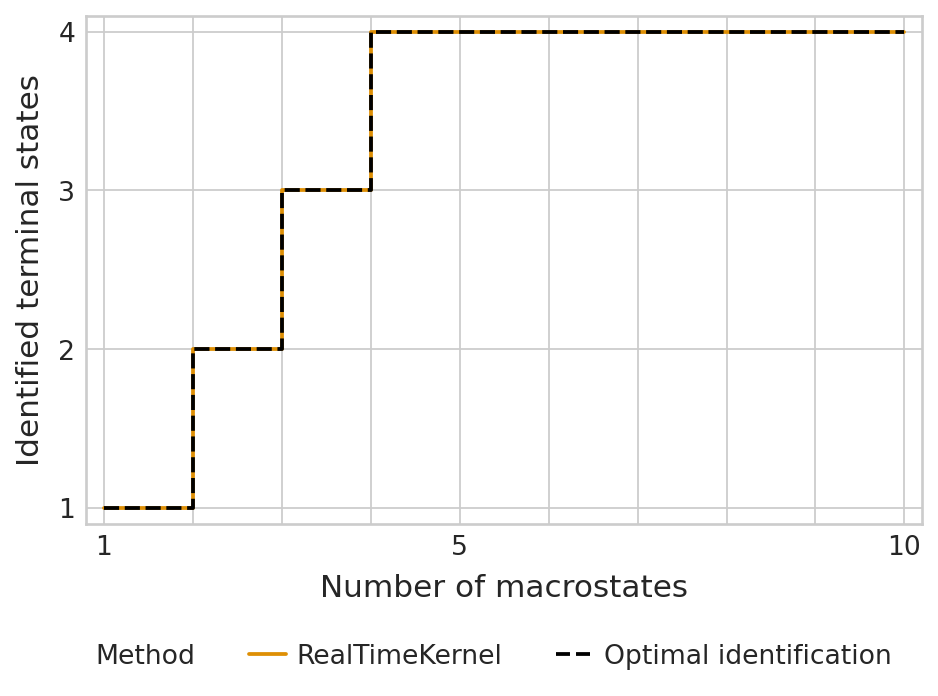 4
3
2
1
Identified terminal states
1 5 10
Number of macrostates
Method RealTimeKernel Optimal identification